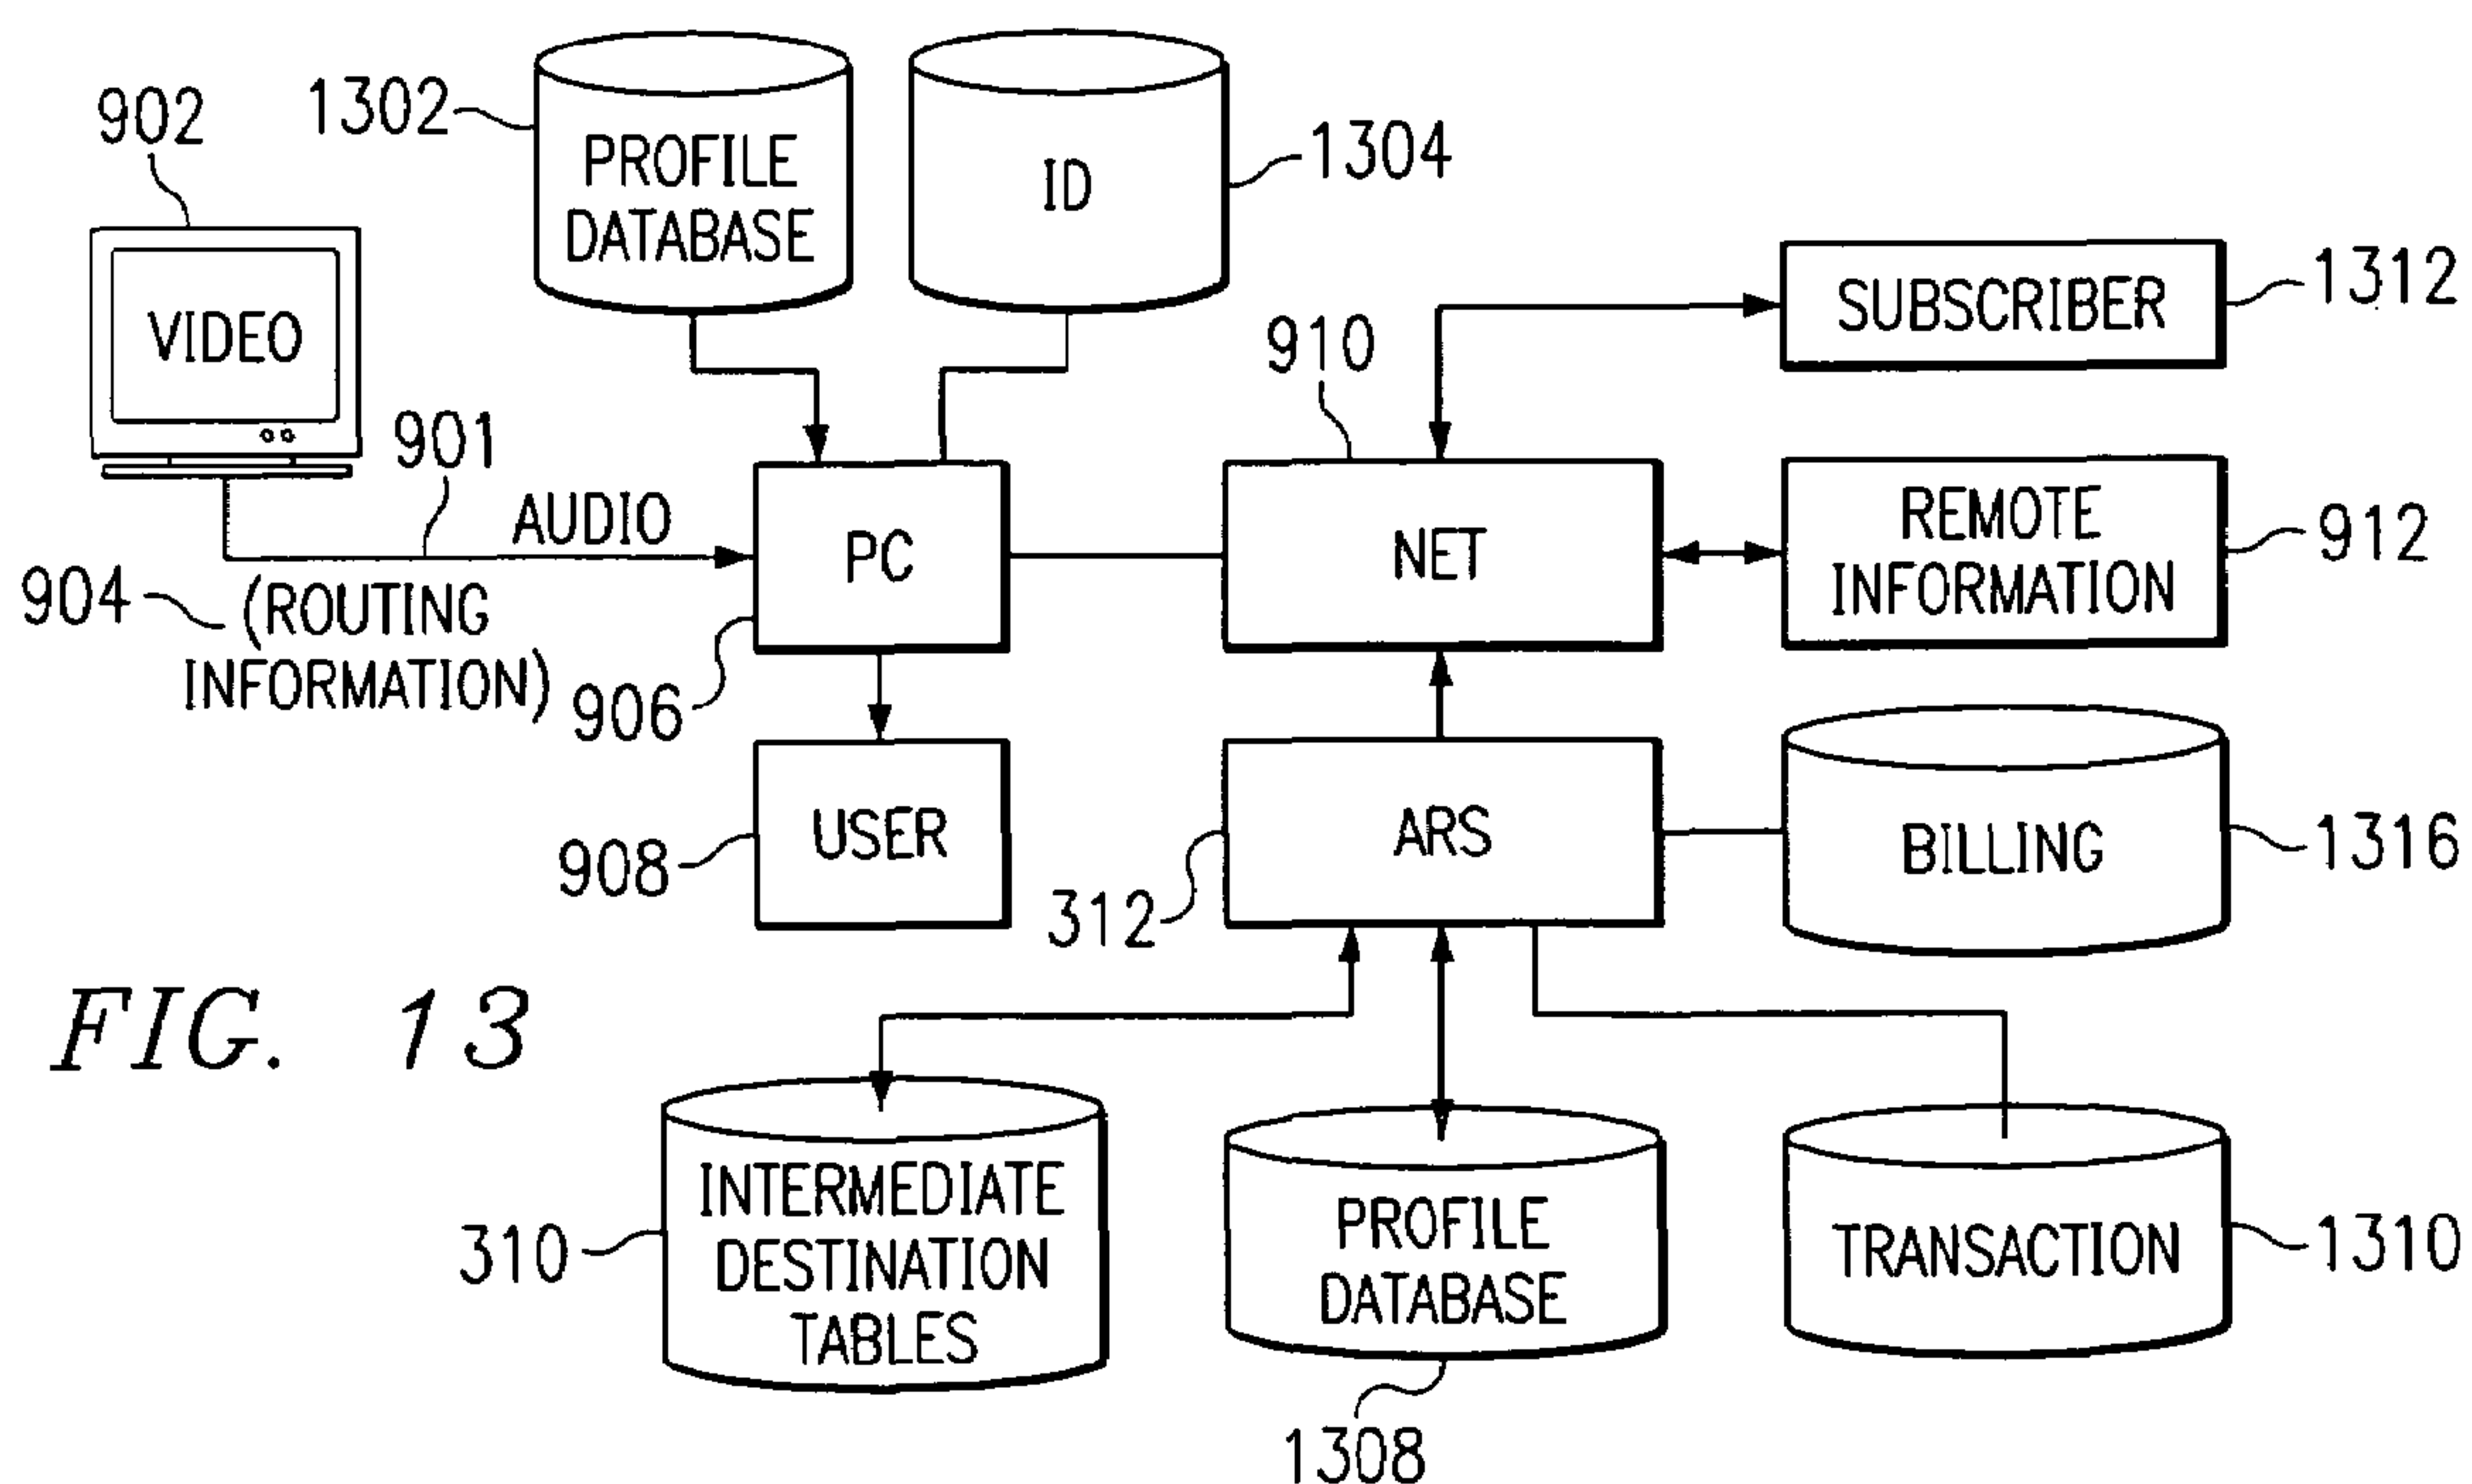 902
1302
PROFILE
DATABASE
ID
1304
VIDEO
901
AUDIO
904
(ROUTING
INFORMATION)
PC
906
910
NET
SUBSCRIBER
1312
REMOTE
INFORMATION
912
USER
908
ARS
312
BILLING
1316
FIG. 13
INTERMEDIATE
DESTINATION
TABLES
310
PROFILE
DATABASE
1308
TRANSACTION
1310